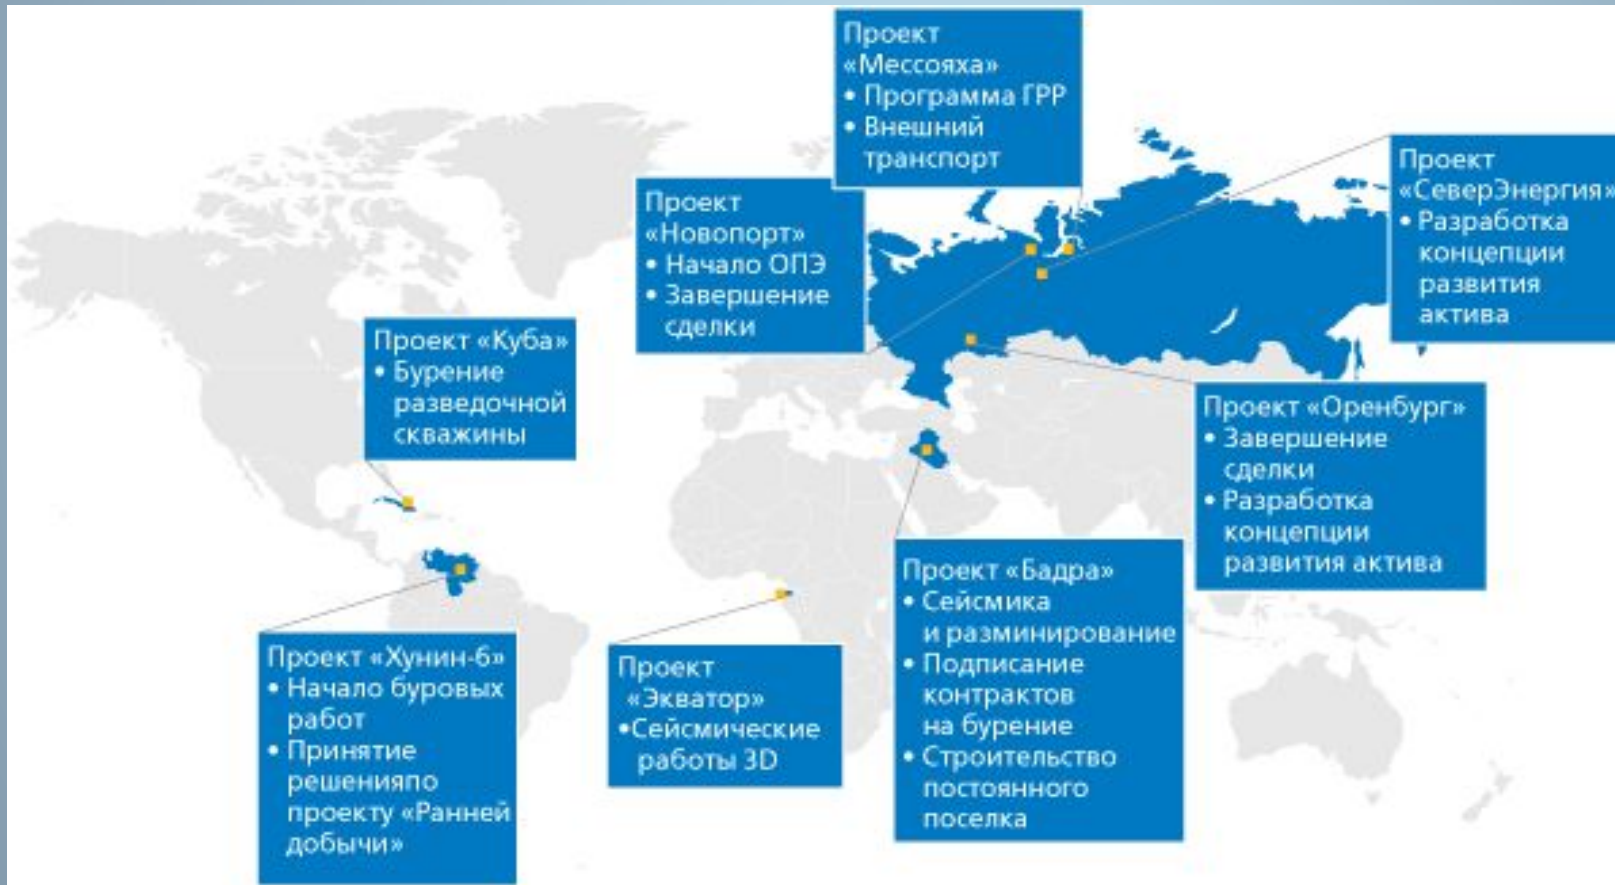 Проект
«Мессояха»
• Программа ГРР
• Внешний
транспорт
Проект
«СеверЭнергия»
• Разработка
концепции
развития
актива
Проект
«Новопорт»
• Начало ОПЭ
• Завершение
сделки
Проект «Куба»
• Бурение
разведочной
скважины
Проект «Оренбург»
• Завершение
сделки
• Разработка
концепции
развития актива
Проект «Бадра»
• Сейсмика
и разминирование
• Подписание
контрактов
на бурение
• Строительство
постоянного
поселка
Проект «Хунин-6»
• Начало буровых
работ
• Принятие
решенияпо
проекту «Ранней
добычи»
Проект
«Экватор»
•Сейсмические
работы 3D